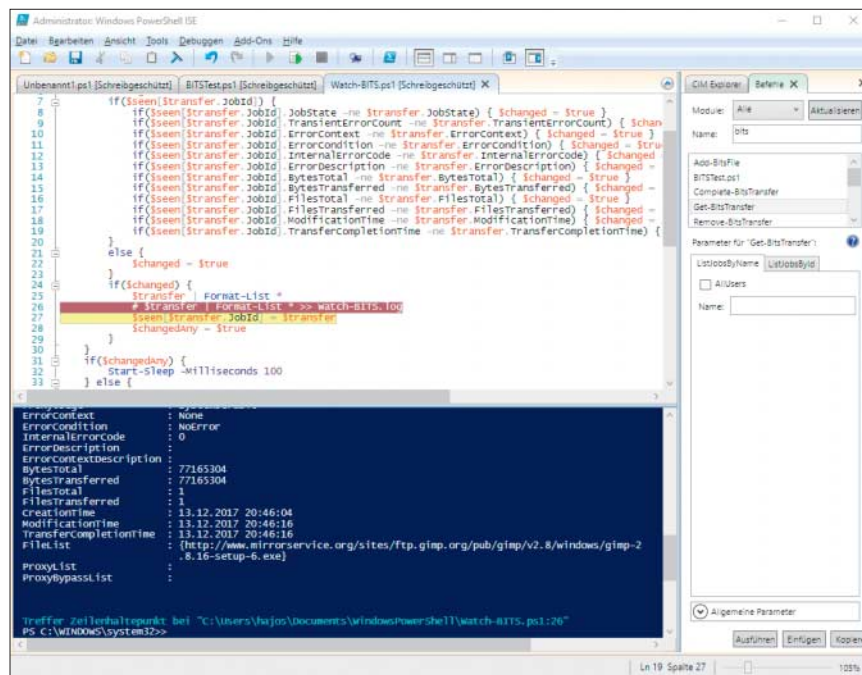 Administrator: Windows PowerShell ISE
Datei Bearbeiten Ansicht Tools Debuggen Add-Ons Hilfe
Unbenannt1.ps1 [Schreibgeschützt] BITSTest.ps1 [Schreibgeschützt] Watch-BITS.ps1 [Schreibgeschützt] X
7 if($seen[$transfer.JobId]) {
8 if($seen[$transfer.JobId].JobState -ne $transfer.JobState) { $changed = $true }
9 if($seen[$transfer.JobId].TransientErrorCount -ne $transfer.TransientErrorCount) { $chan
10 if($seen[$transfer.JobId].ErrorContext -ne $transfer.ErrorContext) { $changed = $true }
11 if($seen[$transfer.JobId].ErrorCondition -ne $transfer.ErrorCondition) { $changed = $tru
12 if($seen[$transfer.JobId].InternalErrorCode -ne $transfer.InternalErrorCode) { $changed
13 if($seen[$transfer.JobId].ErrorDescription -ne $transfer.ErrorDescription) { $changed =
14 if($seen[$transfer.JobId].BytesTotal -ne $transfer.BytesTotal) { $changed = $true }
15 if($seen[$transfer.JobId].BytesTransferred -ne $transfer.BytesTransferred) { $changed =
16 if($seen[$transfer.JobId].FilesTotal -ne $transfer.FilesTotal) { $changed = $true }
17 if($seen[$transfer.JobId].FilesTransferred -ne $transfer.FilesTransferred) { $changed =
18 if($seen[$transfer.JobId].ModificationTime -ne $transfer.ModificationTime) { $changed =
19 if($seen[$transfer.JobId].TransferCompletionTime -ne $transfer.TransferCompletionTime) {
20 }
21 else {
22 $changed = $true
23 }
24 if($changed) {
25 $transfer | Format-List *
26 # $transfer | Format-List * >> Watch-BITS.log
27 $seen[$transfer.JobId] = $transfer
28 $changedAny = $true
29 }
30 }
31 if($changedAny) {
32 Start-Sleep -Milliseconds 100
33 } else {
ErrorContext : None
ErrorCondition : NoError
InternalErrorCode : 0
ErrorDescription :
ErrorContextDescription :
BytesTotal : 77165304
BytesTransferred : 77165304
FilesTotal : 1
FilesTransferred : 1
CreationTime : 13.12.2017 20:46:04
ModificationTime : 13.12.2017 20:46:16
TransferCompletionTime : 13.12.2017 20:46:16
FileList : {http://www.mirrorservice.org/sites/ftp.gimp.org/pub/gimp/v2.8/windows/gimp-2
.8.16-setup-6.exe}
ProxyList :
ProxyBypassList :
Treffer Zeilenhaltepunkt bei "C:\Users\hajos\Documents\WindowsPowerShell\Watch-BITS.ps1:26"
PS C:\WINDOWS\system32>>
CIM Explorer Befehle X
Module: Alle Aktualisieren
Name: bits
Add-BitsFile
BITSTest.ps1
Complete-BitsTransfer
Get-BitsTransfer
Remove-BitsTransfer
Parameter für "Get-BitsTransfer":
ListJobsByName ListJobsById
AllUsers
Name:
Allgemeine Parameter
Ausführen Einfügen Kopieren
Ln 19 Spalte 27 105%